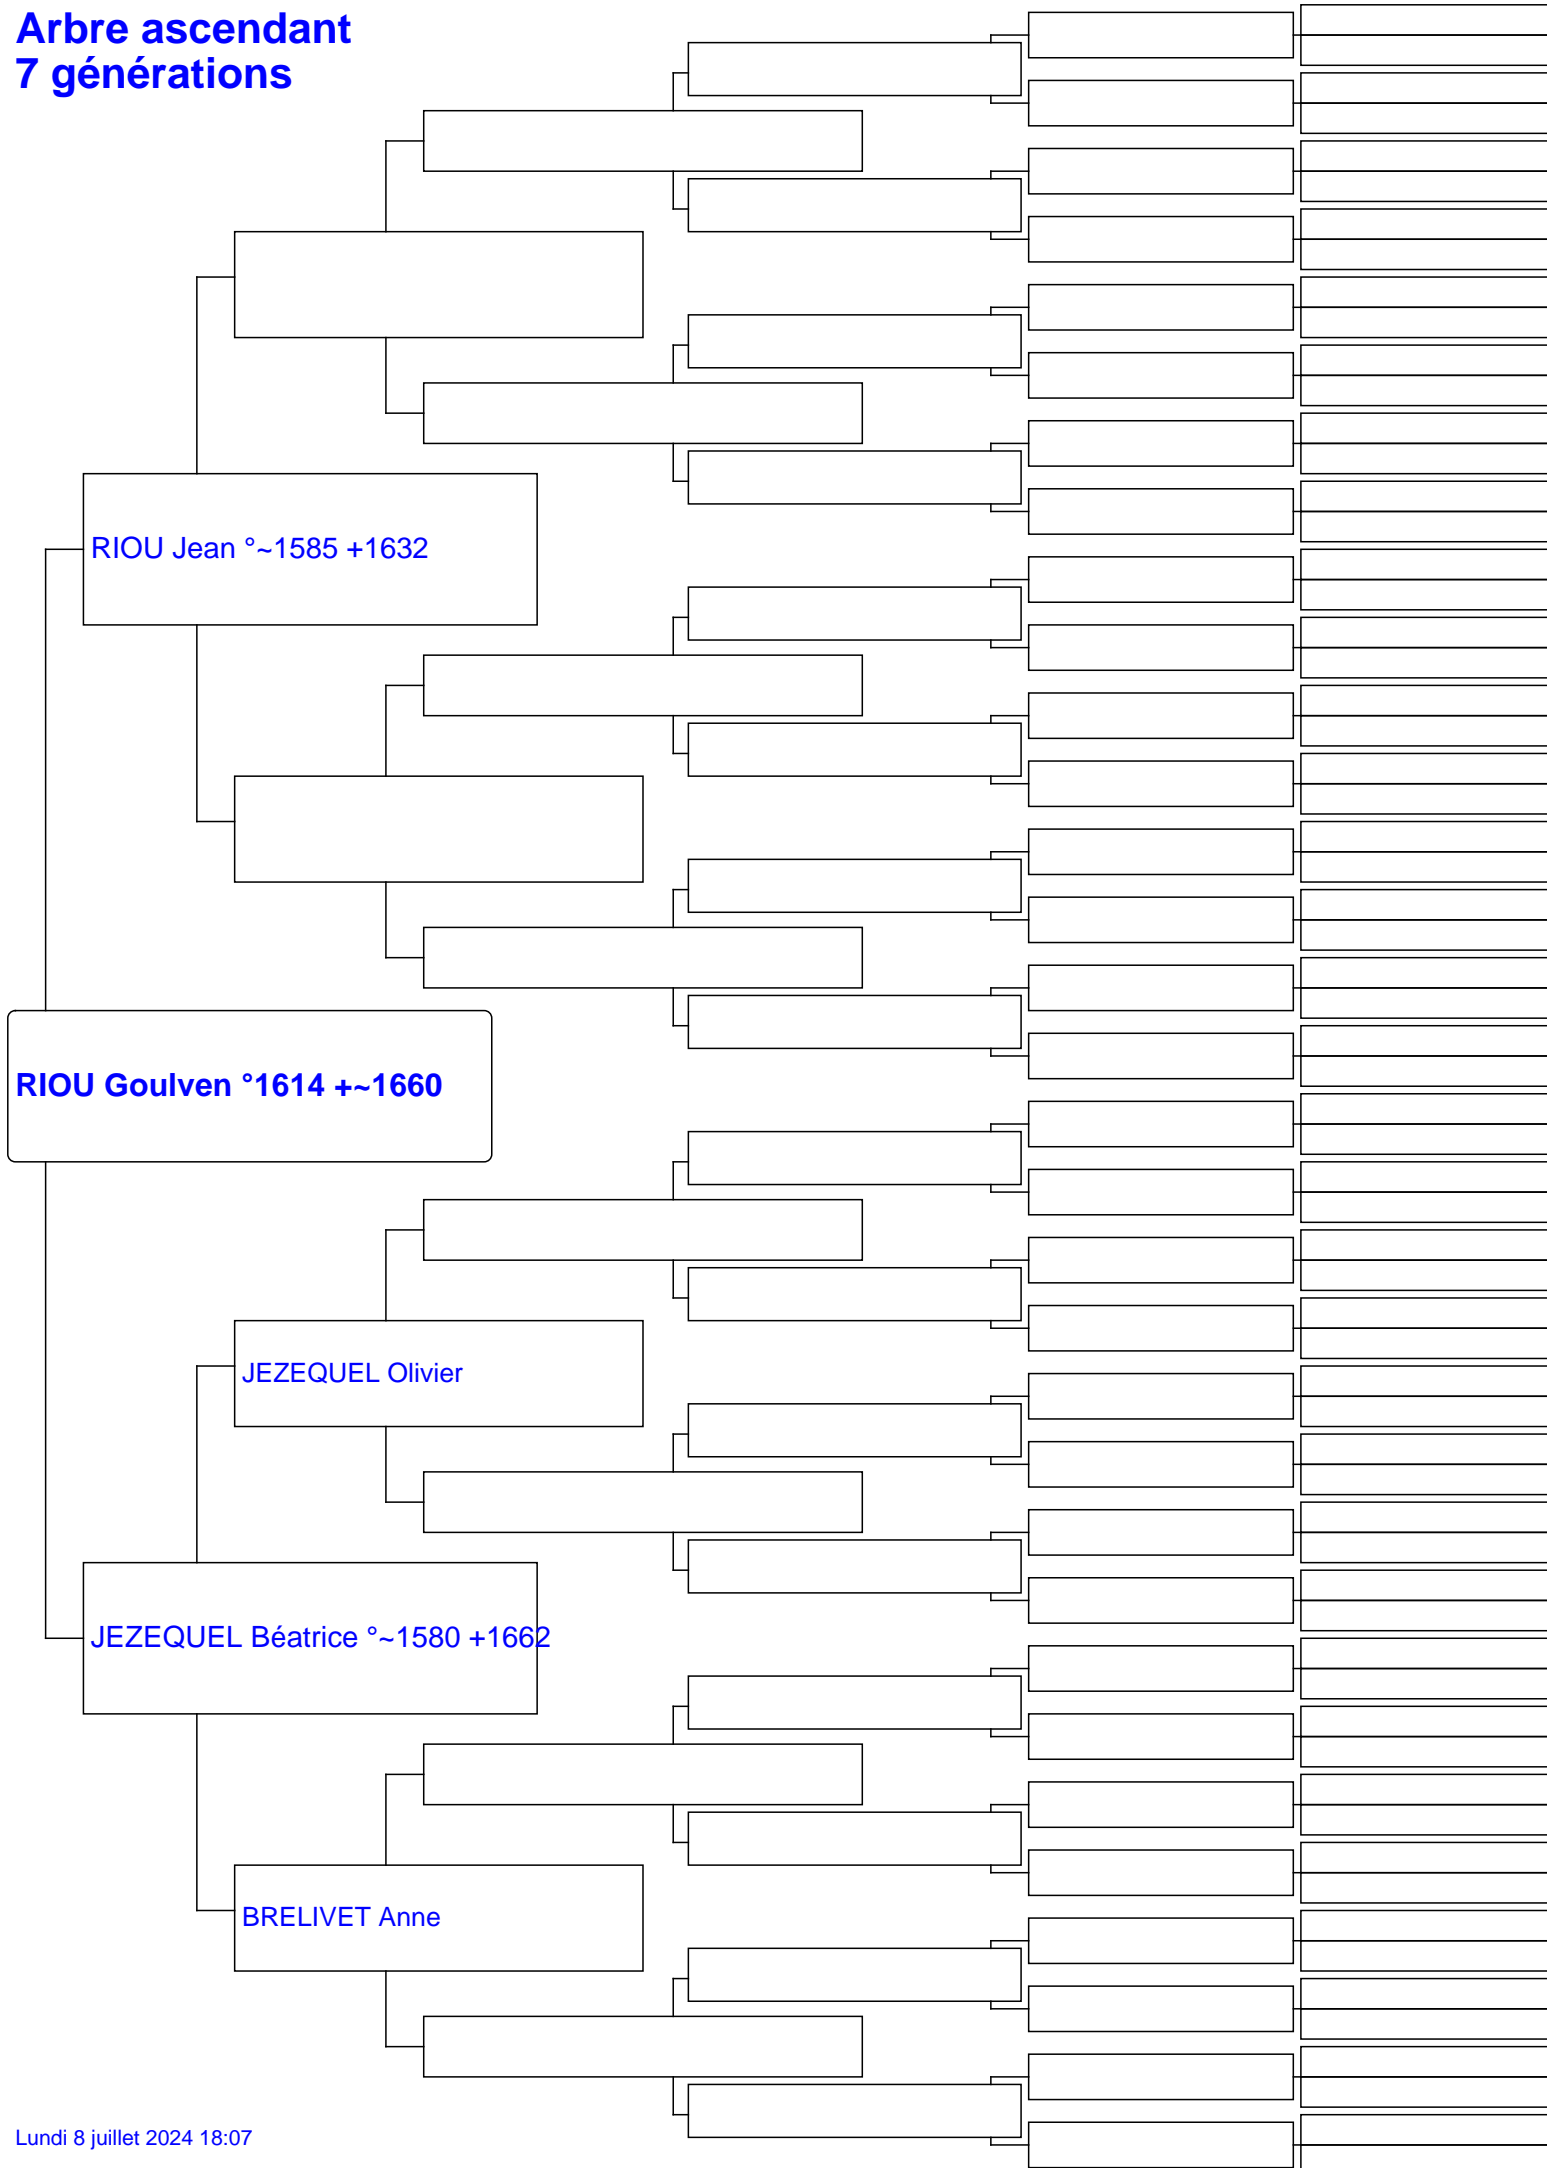 Arbre ascendant
7 générations
RIOU Jean °~1585 +1632
RIOU Goulven °1614 +~1660
JEZEQUEL Olivier
JEZEQUEL Béatrice °~1580 +1662
BRELIVET Anne
Lundi 8 juillet 2024 18:07